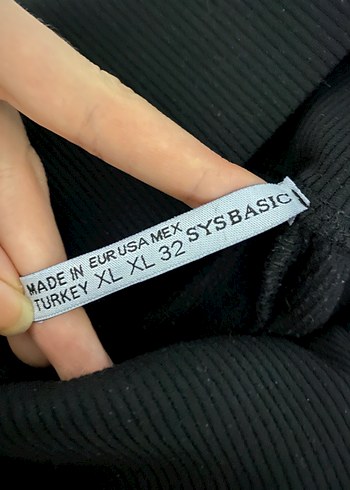 MADE IN EUR USA MEX SYSBASIC
TURKEY XL XL 32